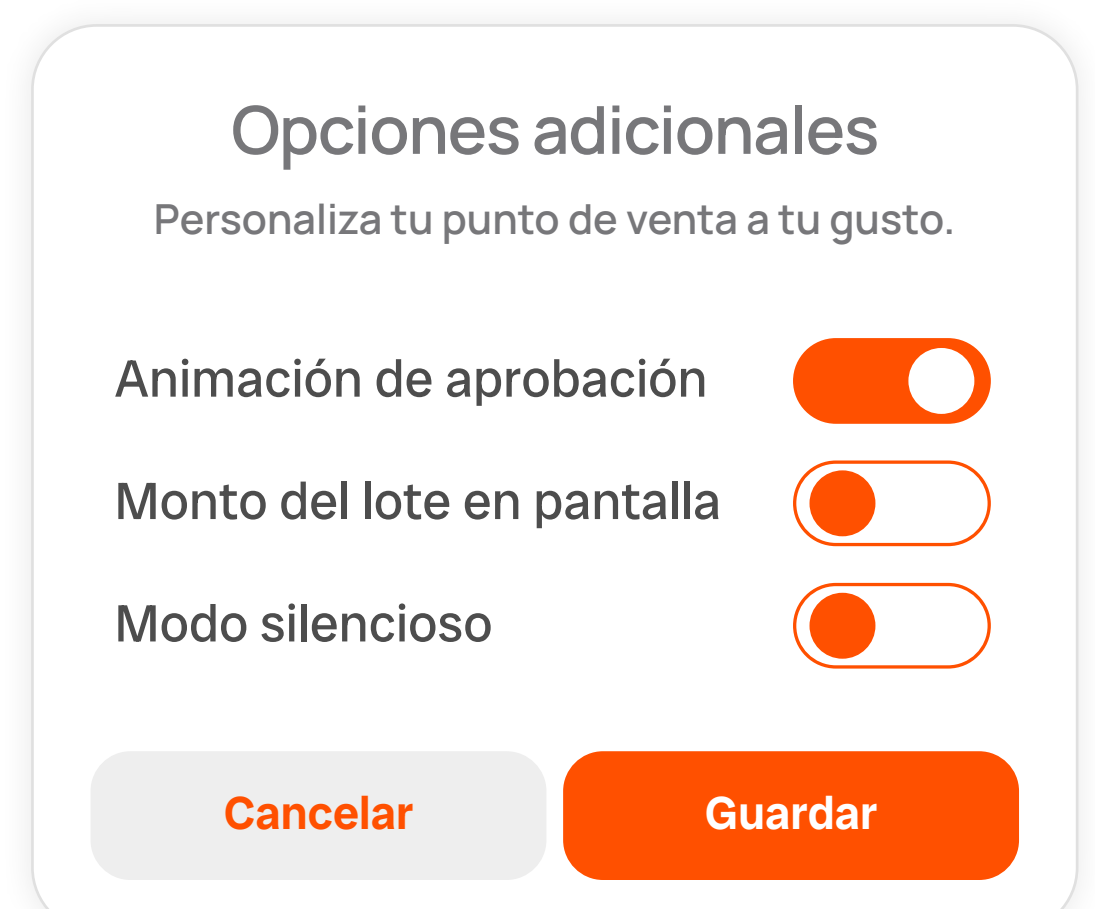 Opciones adicionales
Personaliza tu punto de venta a tu gusto.
Animación de aprobación
Monto del lote en pantalla
Modo silencioso
Cancelar
Guardar